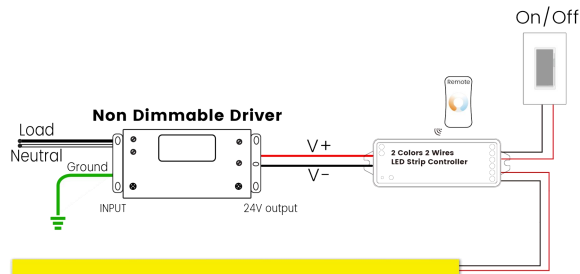 On/Off
Remote
Non Dimmable Driver
Load
Neutral
Ground
V+
V-
2 Colors 2 Wires
LED Strip Controller
INPUT
24V output